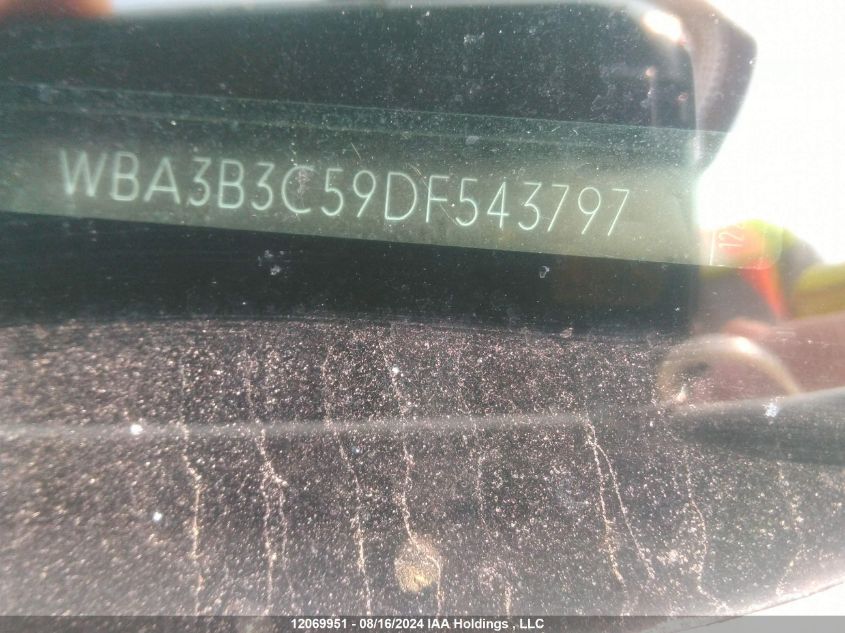 WBA3B3C59DF543797
12069951 - 08/16/2024 IAA Holdings , LLC